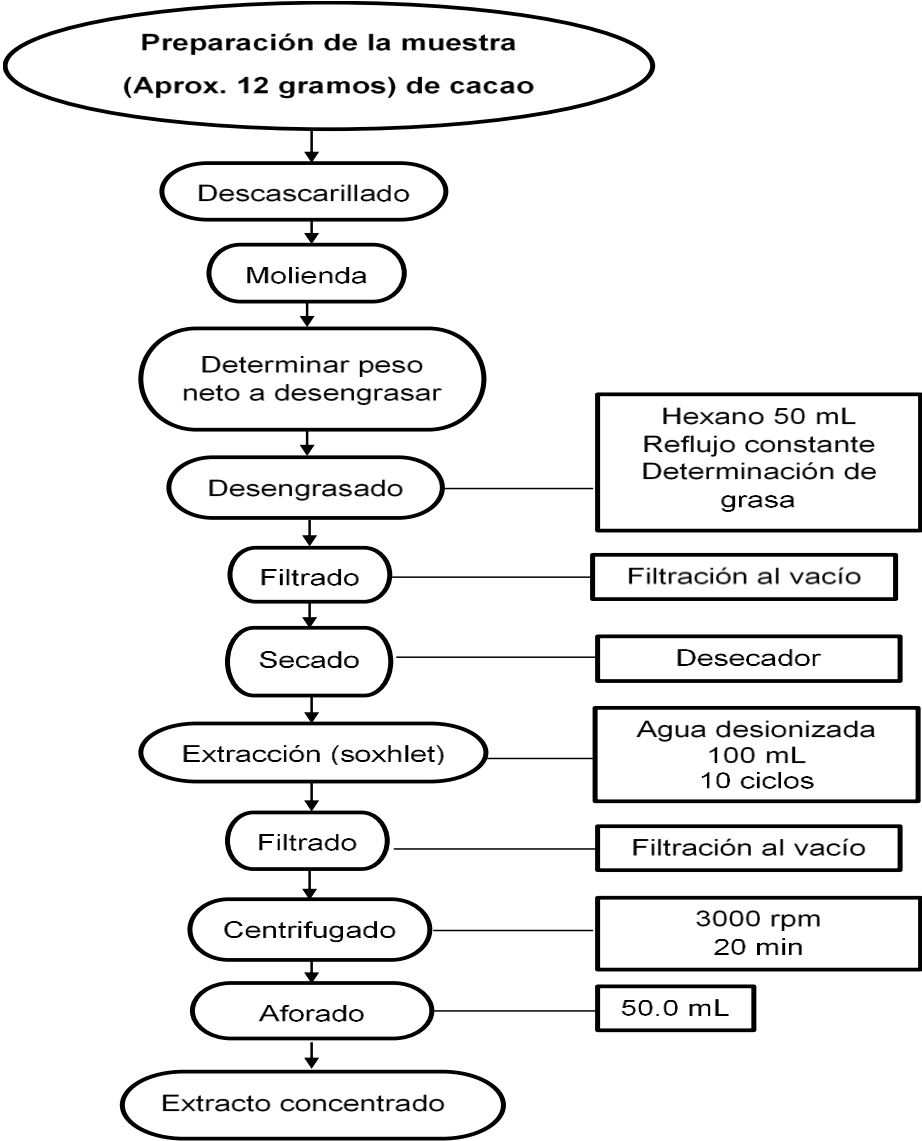 Preparación de la muestra
(Aprox. 12 gramos) de cacao
Descascarillado
Molienda
Determinar peso
neto a desengrasar
Desengrasado
Hexano 50 mL
Reflujo constante
Determinación de
grasa
Filtrado
Filtración al vacío
Secado
Desecador
Extracción (soxhlet)
Agua desionizada
100 mL
10 ciclos
Filtrado
Filtración al vacío
Centrifugado
3000 rpm
20 min
Aforado
50.0 mL
Extracto concentrado